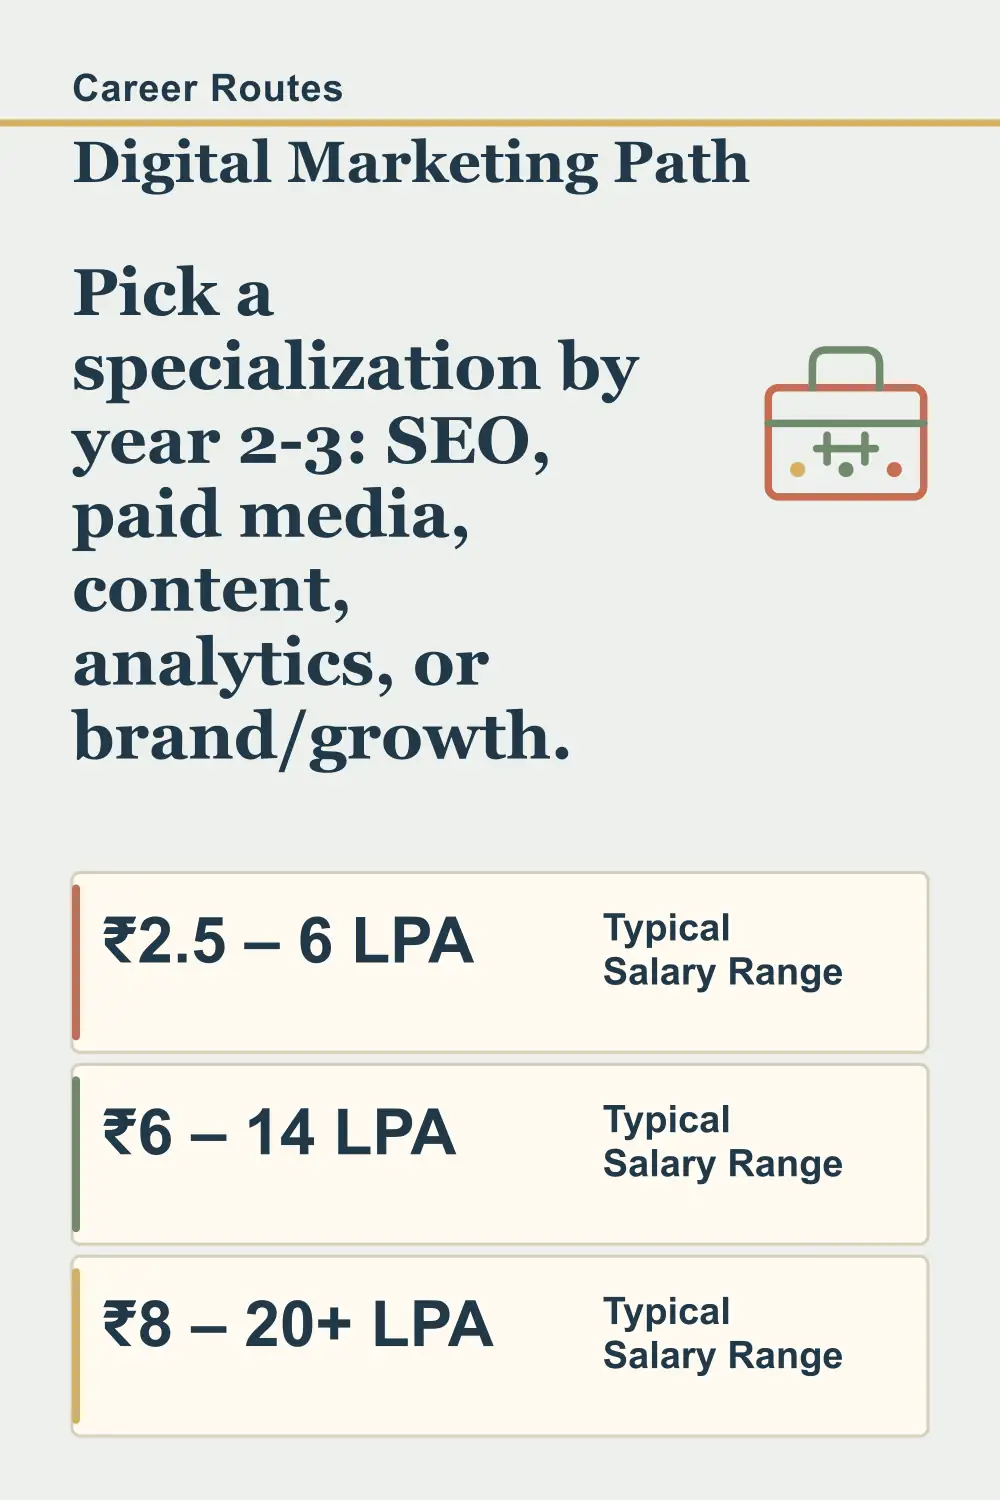 Career Routes
Digital Marketing Path
Pick a
specialization by
year 2-3: SEO,
paid media,
content,
analytics, or
brand/growth.
₹2.5 – 6 LPA
Typical
Salary Range
₹6 – 14 LPA
Typical
Salary Range
₹8 – 20+ LPA
Typical
Salary Range